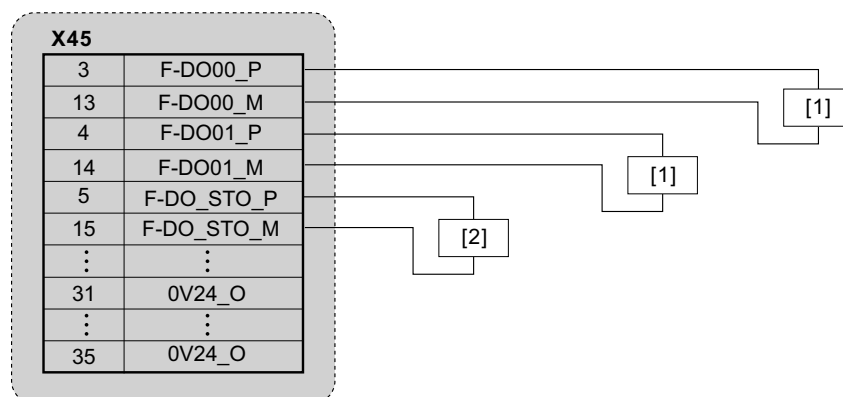 X45
3 F-DO00_P
13 F-DO00_M
[1]
4 F-DO01_P
14 F-DO01_M
[1]
5 F-DO_STO_P
15 F-DO_STO_M
[2]
⋮ ⋮
31 0V24_O
⋮ ⋮
35 0V24_O